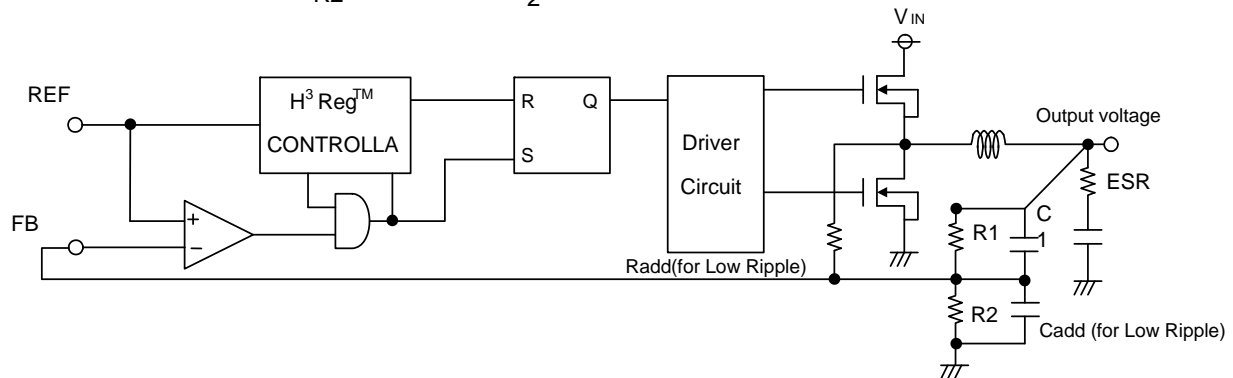 2
V IN
REF
H³ Reg™
CONTROLLA
R
Q
S
Driver
Circuit
Output voltage
ESR
FB
+
−
R1
C
1
Radd(for Low Ripple)
R2
Cadd (for Low Ripple)